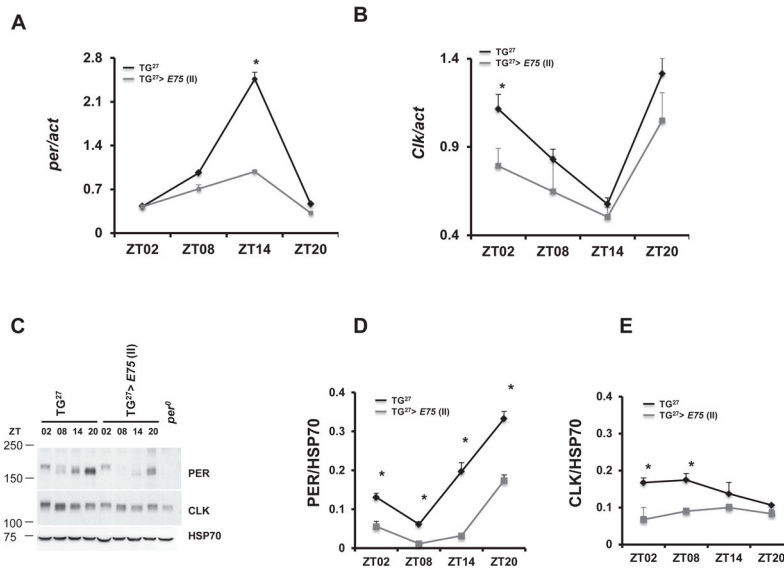 A
per/act
2.8
2.1
1.4
0.7
0
TG27
TG27> E75 (II)
*
ZT02 ZT08 ZT14 ZT20
B
Clk/act
1.4
0.9
0.4
TG27
TG27> E75 (II)
*
ZT02 ZT08 ZT14 ZT20
C
TG27
TG27> E75 (II)
per0
ZT 02 08 14 20 02 08 14 20
250
150
100
75
PER
CLK
HSP70
D
PER/HSP70
0.4
0.3
0.2
0.1
0
TG27
TG27> E75 (II)
* * * *
ZT02 ZT08 ZT14 ZT20
E
CLK/HSP70
0.4
0.3
0.2
0.1
0
TG27
TG27> E75 (II)
* *
ZT02 ZT08 ZT14 ZT20